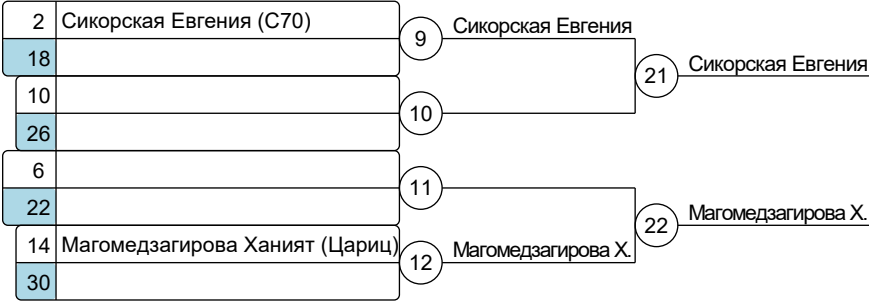 2 Сикорская Евгения (С70)
9 Сикорская Евгения
18
21 Сикорская Евгения
10
10
26
6
11
22
22 Магомедзагирова Х.
14 Магомедзагирова Ханият (Цариц)
12 Магомедзагирова Х.
30